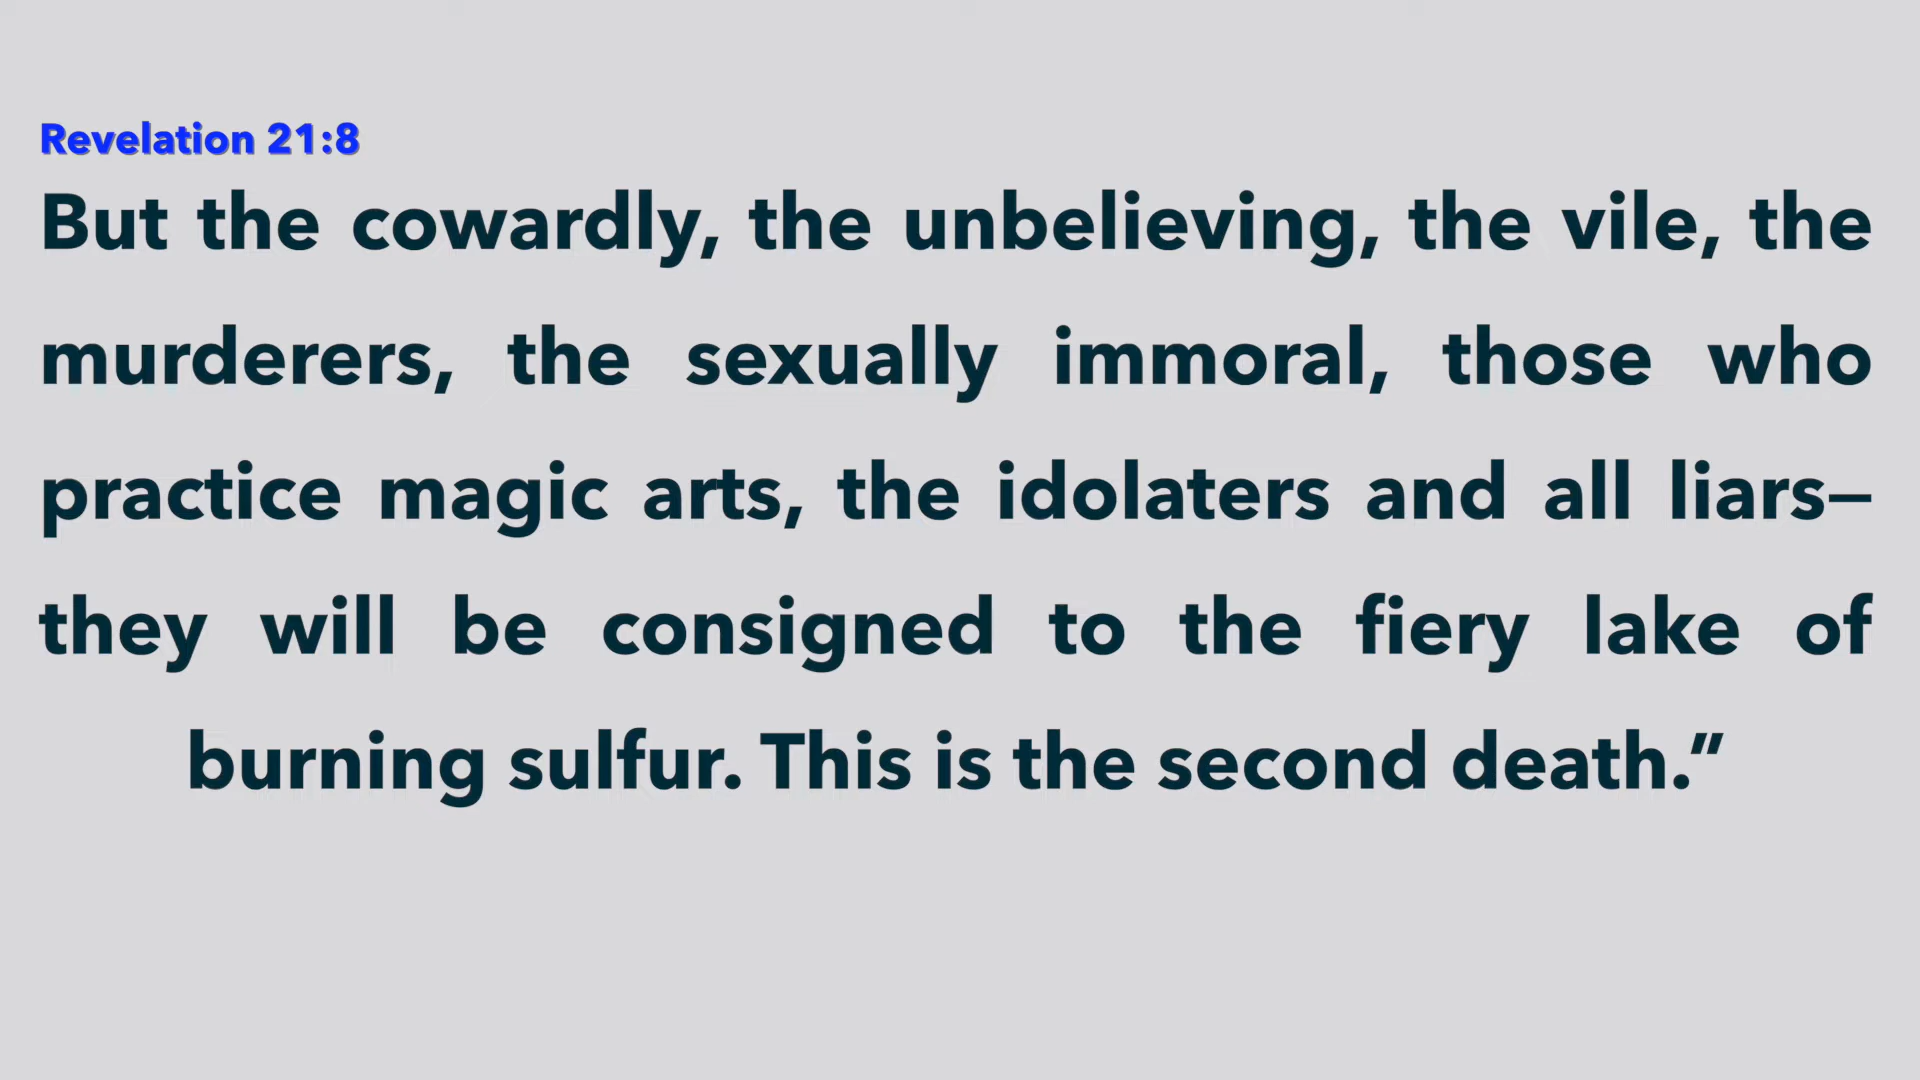 Revelation 21:8
But the cowardly, the unbelieving, the vile, the
murderers, the sexually immoral, those who
practice magic arts, the idolaters and all liars—
they will be consigned to the fiery lake of
burning sulfur. This is the second death.”